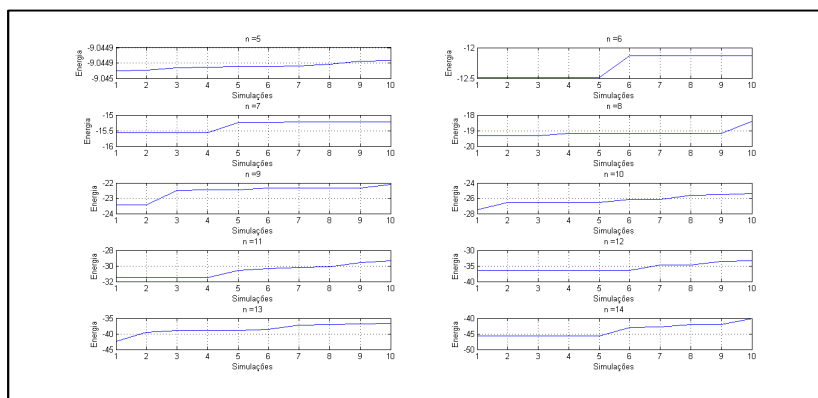 n =5
Energia
-9.0449
-9.0449
-9.045
1 2 3 4 5 6 7 8 9 10
Simulações
n =6
Energia
-12
-12.5
1 2 3 4 5 6 7 8 9 10
Simulações
n =7
Energia
-15
-15.5
-16
1 2 3 4 5 6 7 8 9 10
Simulações
n =8
Energia
-18
-19
-20
1 2 3 4 5 6 7 8 9 10
Simulações
n =9
Energia
-22
-23
-24
1 2 3 4 5 6 7 8 9 10
Simulações
n =10
Energia
-24
-26
-28
1 2 3 4 5 6 7 8 9 10
Simulações
n =11
Energia
-28
-30
-32
1 2 3 4 5 6 7 8 9 10
Simulações
n =12
Energia
-30
-35
-40
1 2 3 4 5 6 7 8 9 10
Simulações
n =13
Energia
-35
-40
-45
1 2 3 4 5 6 7 8 9 10
Simulações
n =14
Energia
-40
-45
-50
1 2 3 4 5 6 7 8 9 10
Simulações